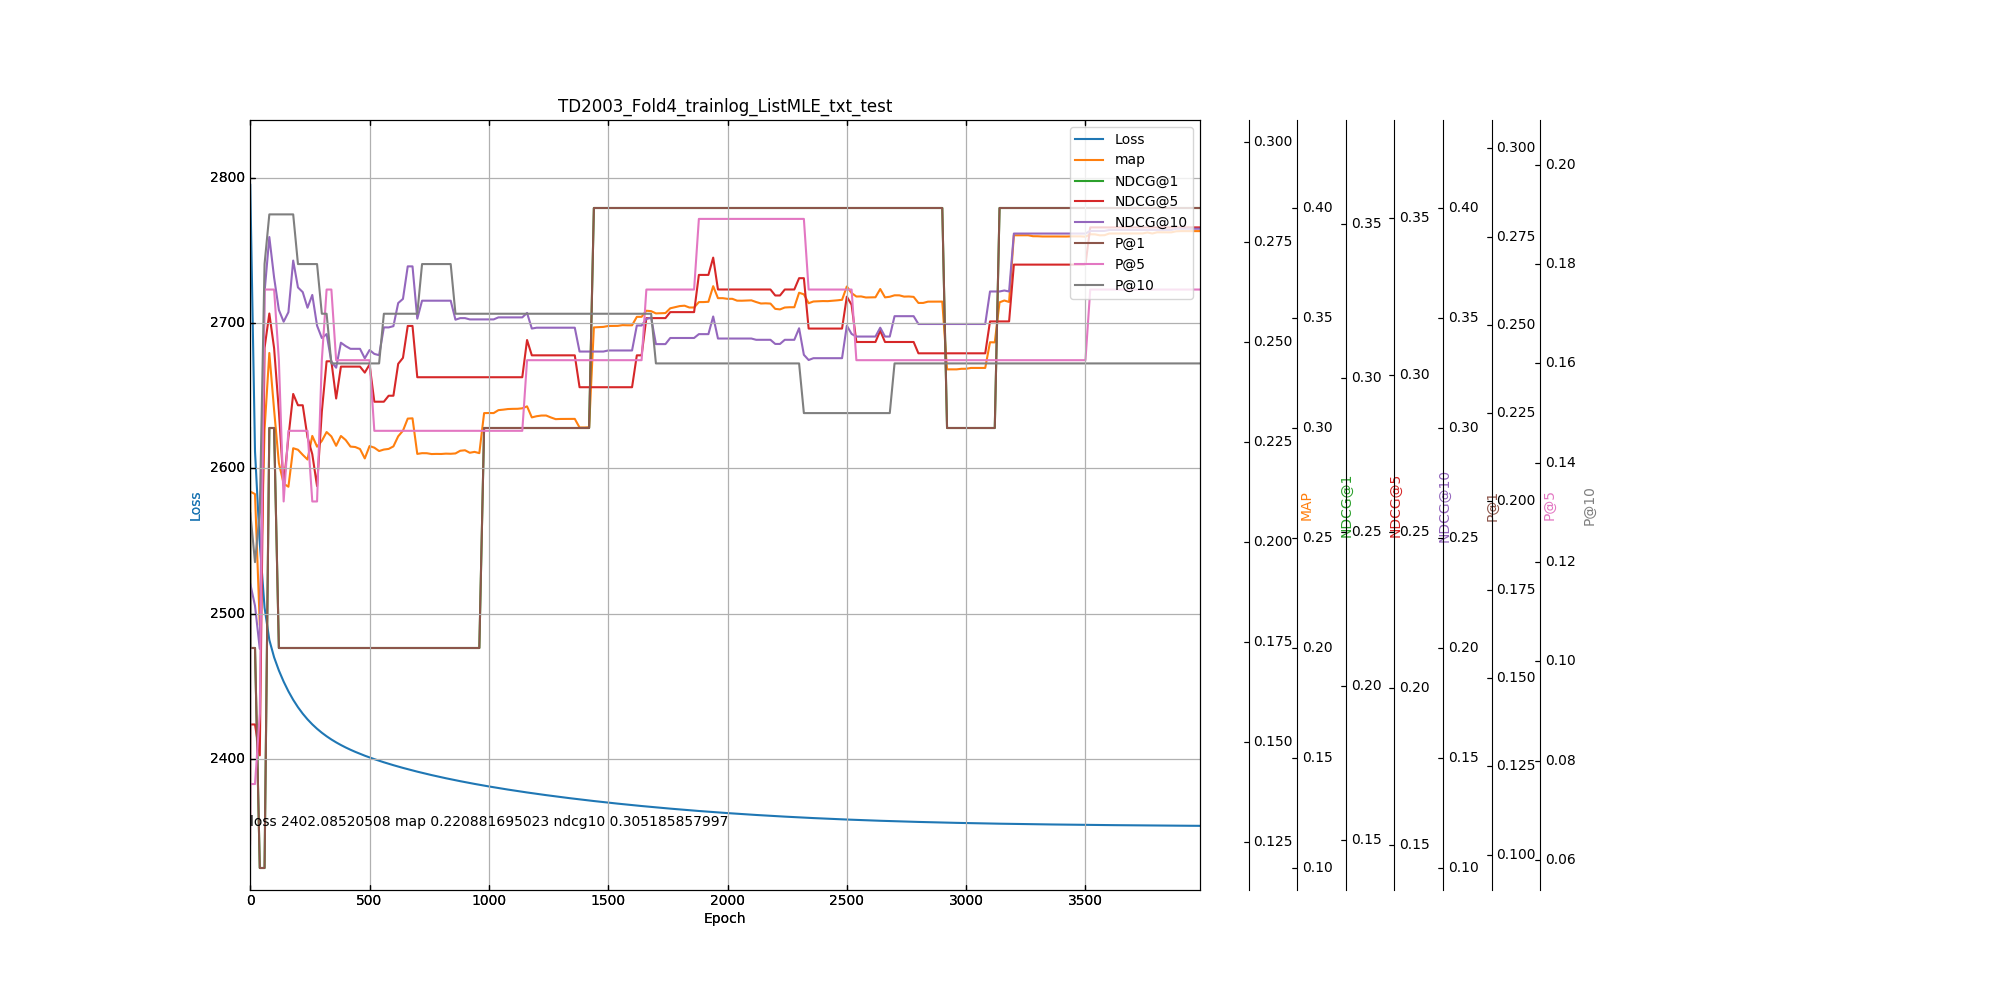 TD2003_Fold4_trainlog_ListMLE_txt_test
Loss
map
NDCG@1
NDCG@5
NDCG@10
P@1
P@5
P@10
2800
2700
2600
2500
2400
Loss
loss 2402.08520508 map 0.220881695023 ndcg10 0.305185857997
0 500 1000 1500 2000 2500 3000 3500
Epoch
0.300
0.275
0.250
0.225
0.200
0.175
0.150
0.125
MAP
0.40
0.35
0.30
0.25
0.20
0.15
0.10
NDCG@1
0.35
0.30
0.25
0.20
0.15
NDCG@5
0.35
0.30
0.25
0.20
0.15
NDCG@10
0.40
0.35
0.30
0.25
0.20
0.15
0.10
P@1
0.300
0.275
0.250
0.225
0.200
0.175
0.150
0.125
0.100
P@5
0.20
0.18
0.16
0.14
0.12
0.10
0.08
0.06
P@10